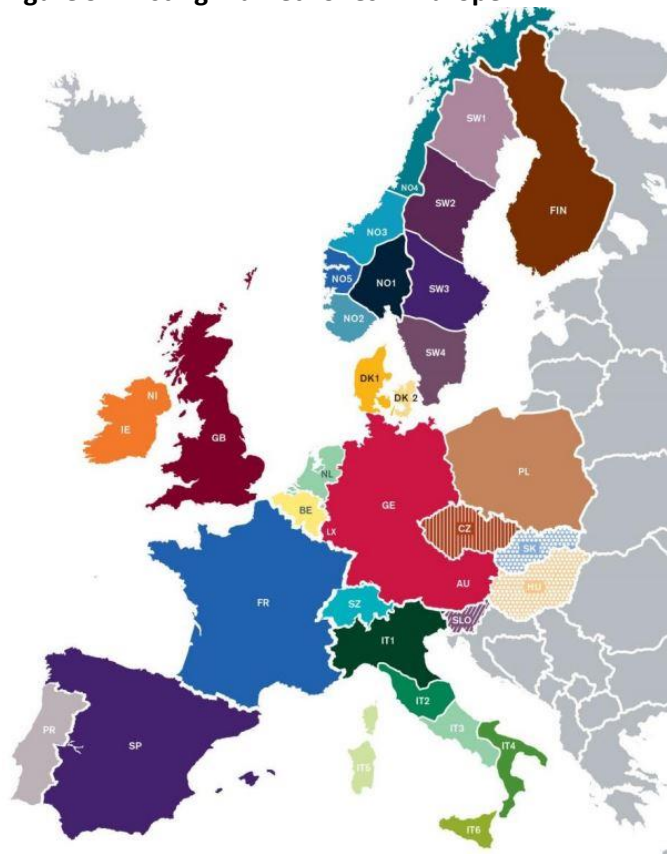 SW1
NO4
SW2
FIN
NO3
NO5
NO1
SW3
NO2
SW4
DK1
DK 2
NI
IE
GB
NL
PL
BE
GE
CZ
LX
SK
AU
HU
FR
SZ
SLO
IT1
IT2
PR
IT3
SP
IT4
IT5
IT6